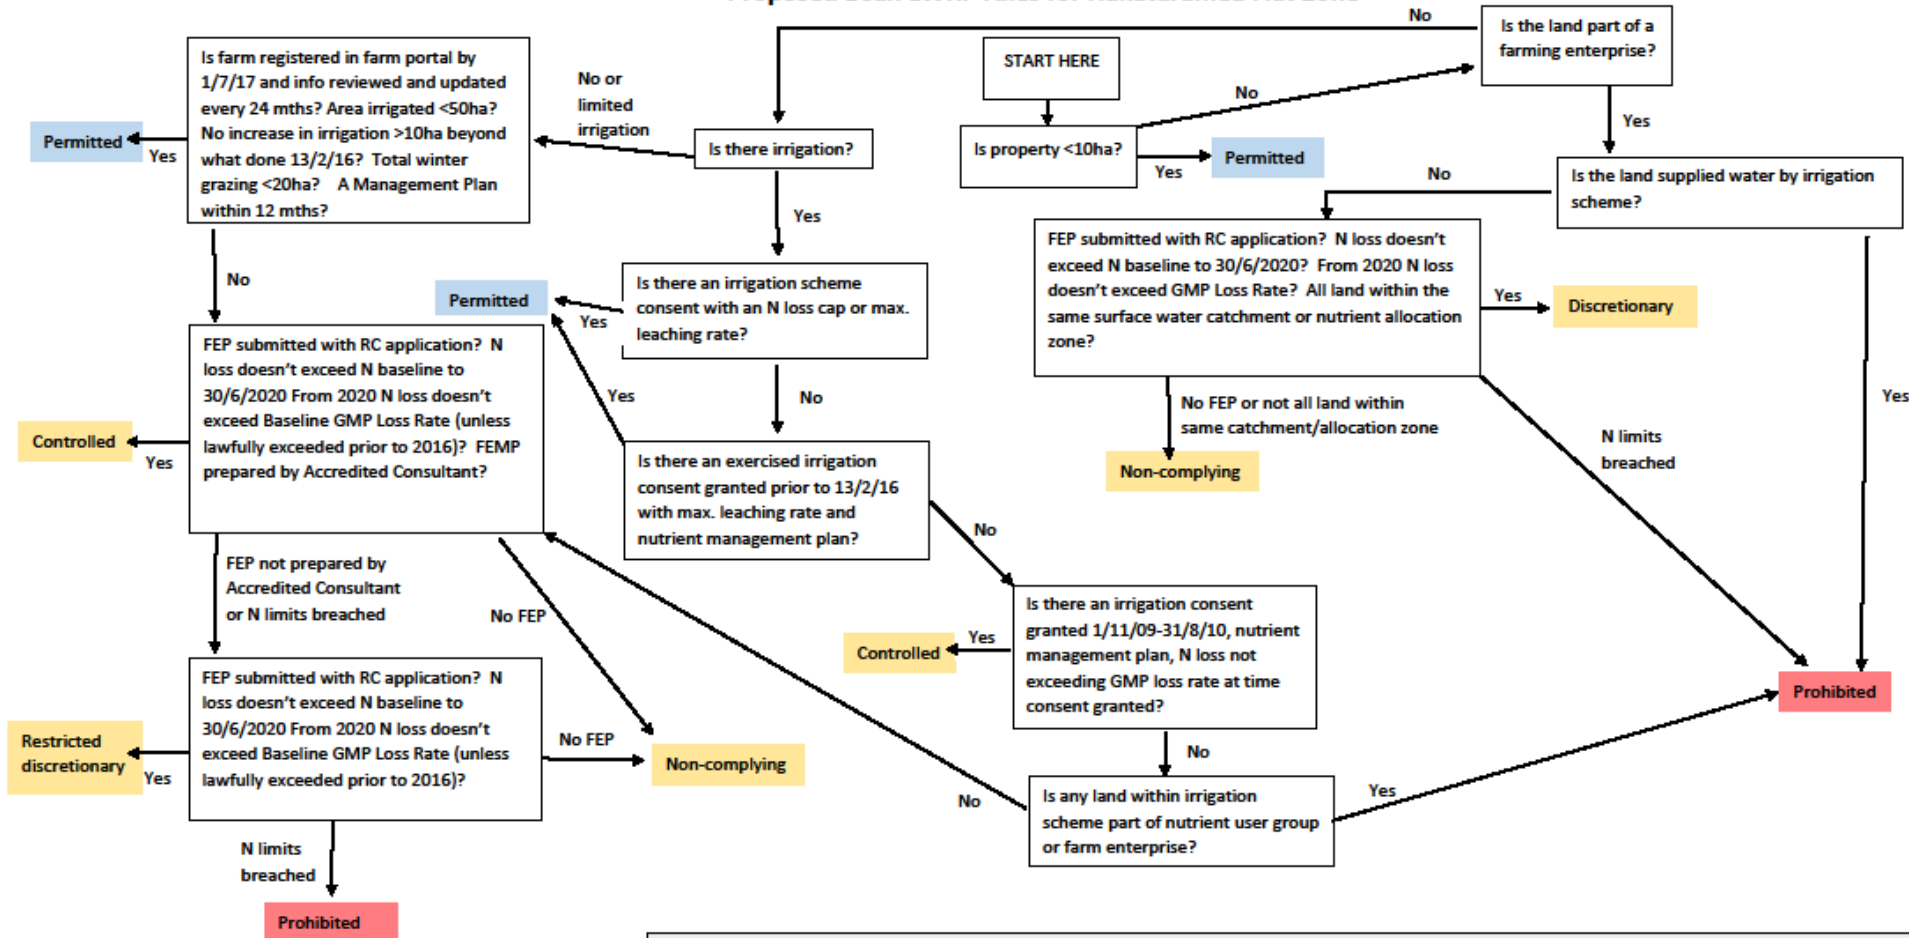 No
Is the land part of a
farming enterprise?
START HERE
Is farm registered in farm portal by
1/7/17 and info reviewed and updated
every 24 mths? Area irrigated <50ha?
No increase in irrigation >10ha beyond
what done 13/2/16? Total winter
grazing <20ha? A Management Plan
within 12 mths?
No or
limited
irrigation
No
Yes
Permitted
Yes
Is there irrigation?
Is property <10ha?
Yes
Permitted
No
Is the land supplied water by irrigation
scheme?
Yes
FEP submitted with RC application? N loss doesn't
exceed N baseline to 30/6/2020? From 2020 N loss
doesn't exceed GMP Loss Rate? All land within the
same surface water catchment or nutrient allocation
zone?
Yes
Discretionary
No
Permitted
Yes
Is there an irrigation scheme
consent with an N loss cap or max.
leaching rate?
FEP submitted with RC application? N
loss doesn't exceed N baseline to
30/6/2020 From 2020 N loss doesn't
exceed Baseline GMP Loss Rate (unless
lawfully exceeded prior to 2016)? FEMP
prepared by Accredited Consultant?
Controlled
Yes
Yes
No
No FEP or not all land within
same catchment/allocation zone
Yes
N limits
breached
Non-complying
Is there an exercised irrigation
consent granted prior to 13/2/16
with max. leaching rate and
nutrient management plan?
No
FEP not prepared by
Accredited Consultant
or N limits breached
No FEP
Is there an irrigation consent
granted 1/11/09-31/8/10, nutrient
management plan, N loss not
exceeding GMP loss rate at time
consent granted?
Controlled
Yes
Prohibited
FEP submitted with RC application? N
loss doesn't exceed N baseline to
30/6/2020 From 2020 N loss doesn't
exceed Baseline GMP Loss Rate (unless
lawfully exceeded prior to 2016)?
Restricted
discretionary
Yes
No FEP
Non-complying
No
Is any land within irrigation
scheme part of nutrient user group
or farm enterprise?
No
Yes
N limits
breached
Prohibited